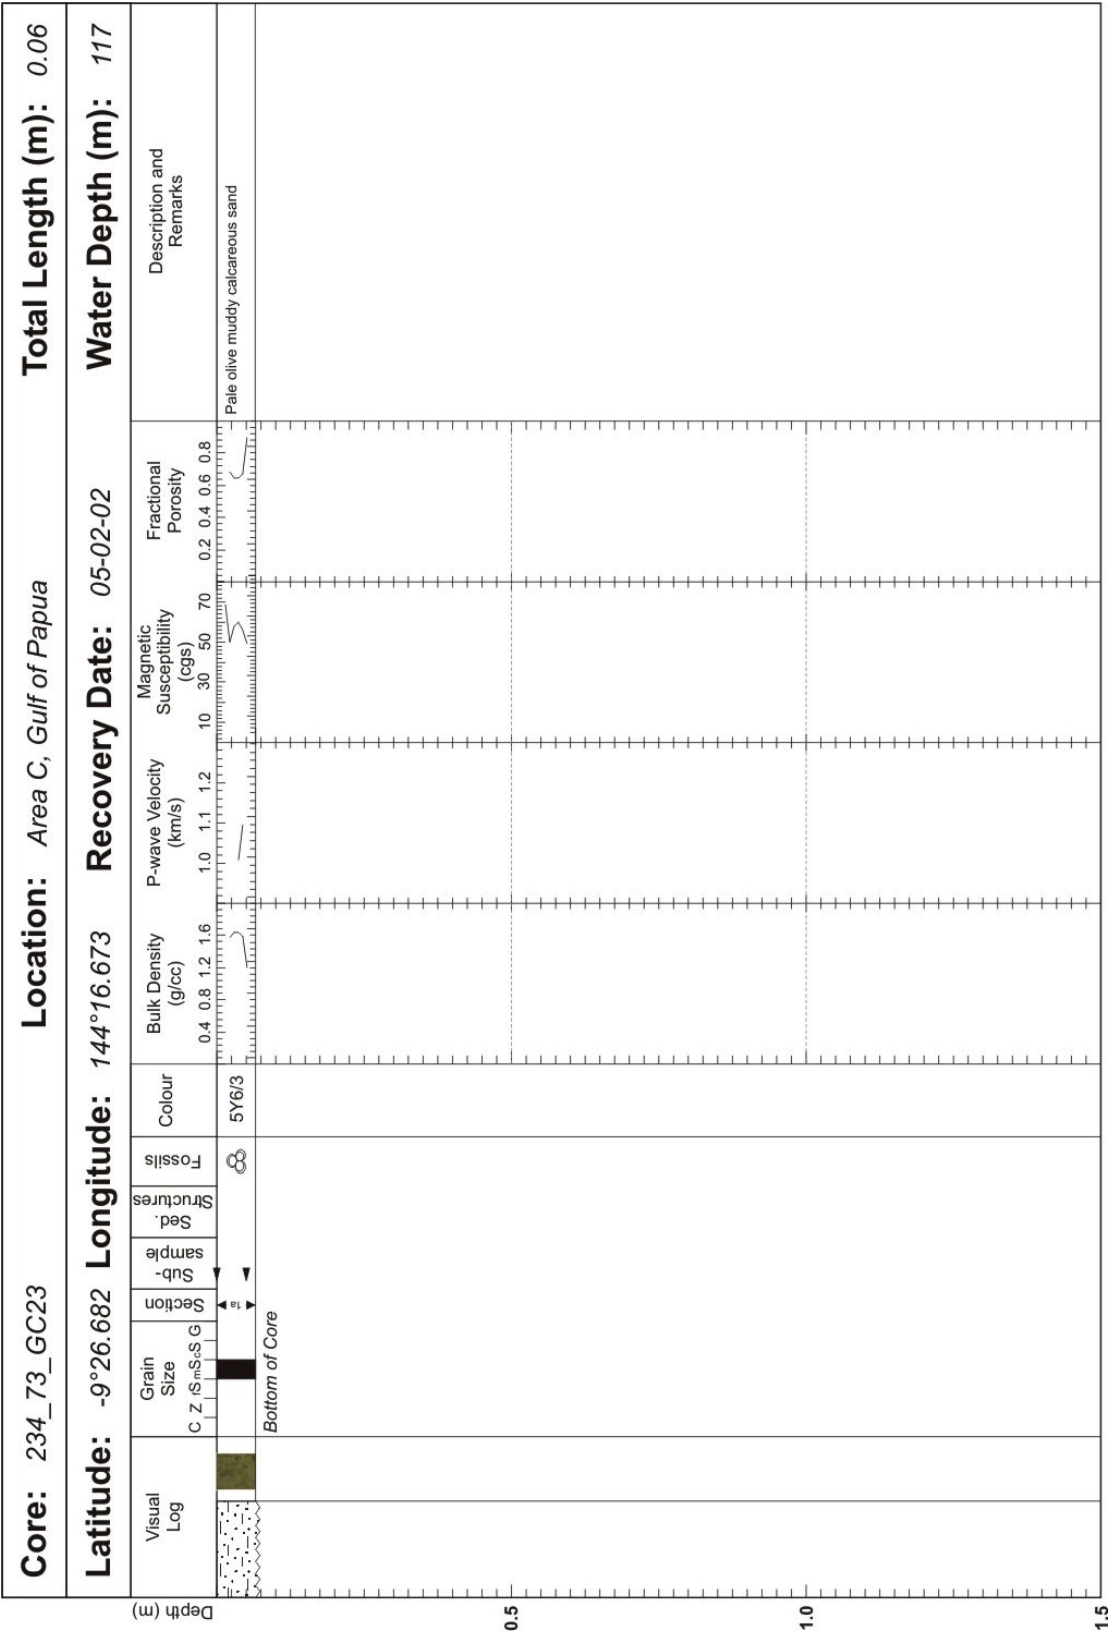 Core: 234_73_GC23 Location: Area C, Gulf of Papua Total Length (m): 0.06
Latitude: -9°26.682 Longitude: 144°16.673 Recovery Date: 05-02-02 Water Depth (m): 117
Depth (m)
Visual
Log
Grain
Size
C Z fS mS cS G
Section
Sub-
sample
Sed.
Structures
Fossils
Colour
Bulk Density
(g/cc)
0.4 0.8 1.2 1.6
P-wave Velocity
(km/s)
1.0 1.1 1.2
Magnetic
Susceptibility
(cgs)
10 30 50 70
Fractional
Porosity
0.2 0.4 0.6 0.8
Description and
Remarks
1a
5Y6/3
Pale olive muddy calcareous sand
Bottom of Core
0.5
1.0
1.5